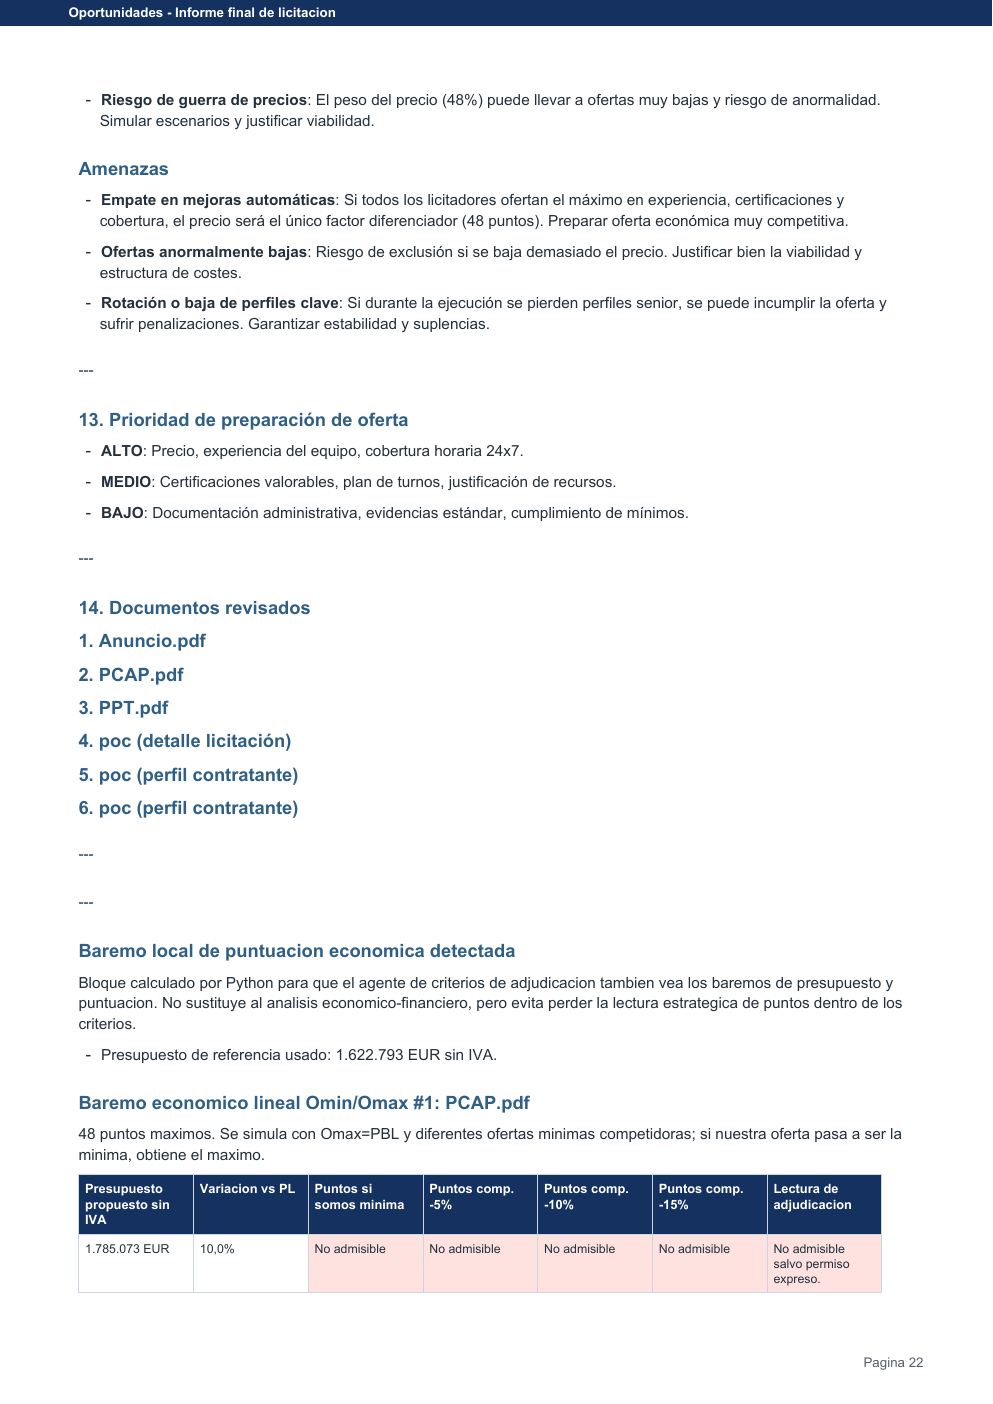 Oportunidades - Informe final de licitacion
- Riesgo de guerra de precios: El peso del precio (48%) puede llevar a ofertas muy bajas y riesgo de anormalidad.
Simular escenarios y justificar viabilidad.
Amenazas
- Empate en mejoras automáticas: Si todos los licitadores ofertan el máximo en experiencia, certificaciones y
cobertura, el precio será el único factor diferenciador (48 puntos). Preparar oferta económica muy competitiva.
- Ofertas anormalmente bajas: Riesgo de exclusión si se baja demasiado el precio. Justificar bien la viabilidad y
estructura de costes.
- Rotación o baja de perfiles clave: Si durante la ejecución se pierden perfiles senior, se puede incumplir la oferta y
sufrir penalizaciones. Garantizar estabilidad y suplencias.
---
13. Prioridad de preparación de oferta
- ALTO: Precio, experiencia del equipo, cobertura horaria 24x7.
- MEDIO: Certificaciones valorables, plan de turnos, justificación de recursos.
- BAJO: Documentación administrativa, evidencias estándar, cumplimiento de mínimos.
---
14. Documentos revisados
1. Anuncio.pdf
2. PCAP.pdf
3. PPT.pdf
4. poc (detalle licitación)
5. poc (perfil contratante)
6. poc (perfil contratante)
---
---
Baremo local de puntuacion economica detectada
Bloque calculado por Python para que el agente de criterios de adjudicacion tambien vea los baremos de presupuesto y
puntuacion. No sustituye al analisis economico-financiero, pero evita perder la lectura estrategica de puntos dentro de los
criterios.
- Presupuesto de referencia usado: 1.622.793 EUR sin IVA.
Baremo economico lineal Omin/Omax #1: PCAP.pdf
48 puntos maximos. Se simula con Omax=PBL y diferentes ofertas minimas competidoras; si nuestra oferta pasa a ser la
minima, obtiene el maximo.
Presupuesto propuesto sin IVA | Variacion vs PL | Puntos si somos minima | Puntos comp. -5% | Puntos comp. -10% | Puntos comp. -15% | Lectura de adjudicacion
1.785.073 EUR | 10,0% | No admisible | No admisible | No admisible | No admisible | No admisible salvo permiso expreso.
Pagina 22